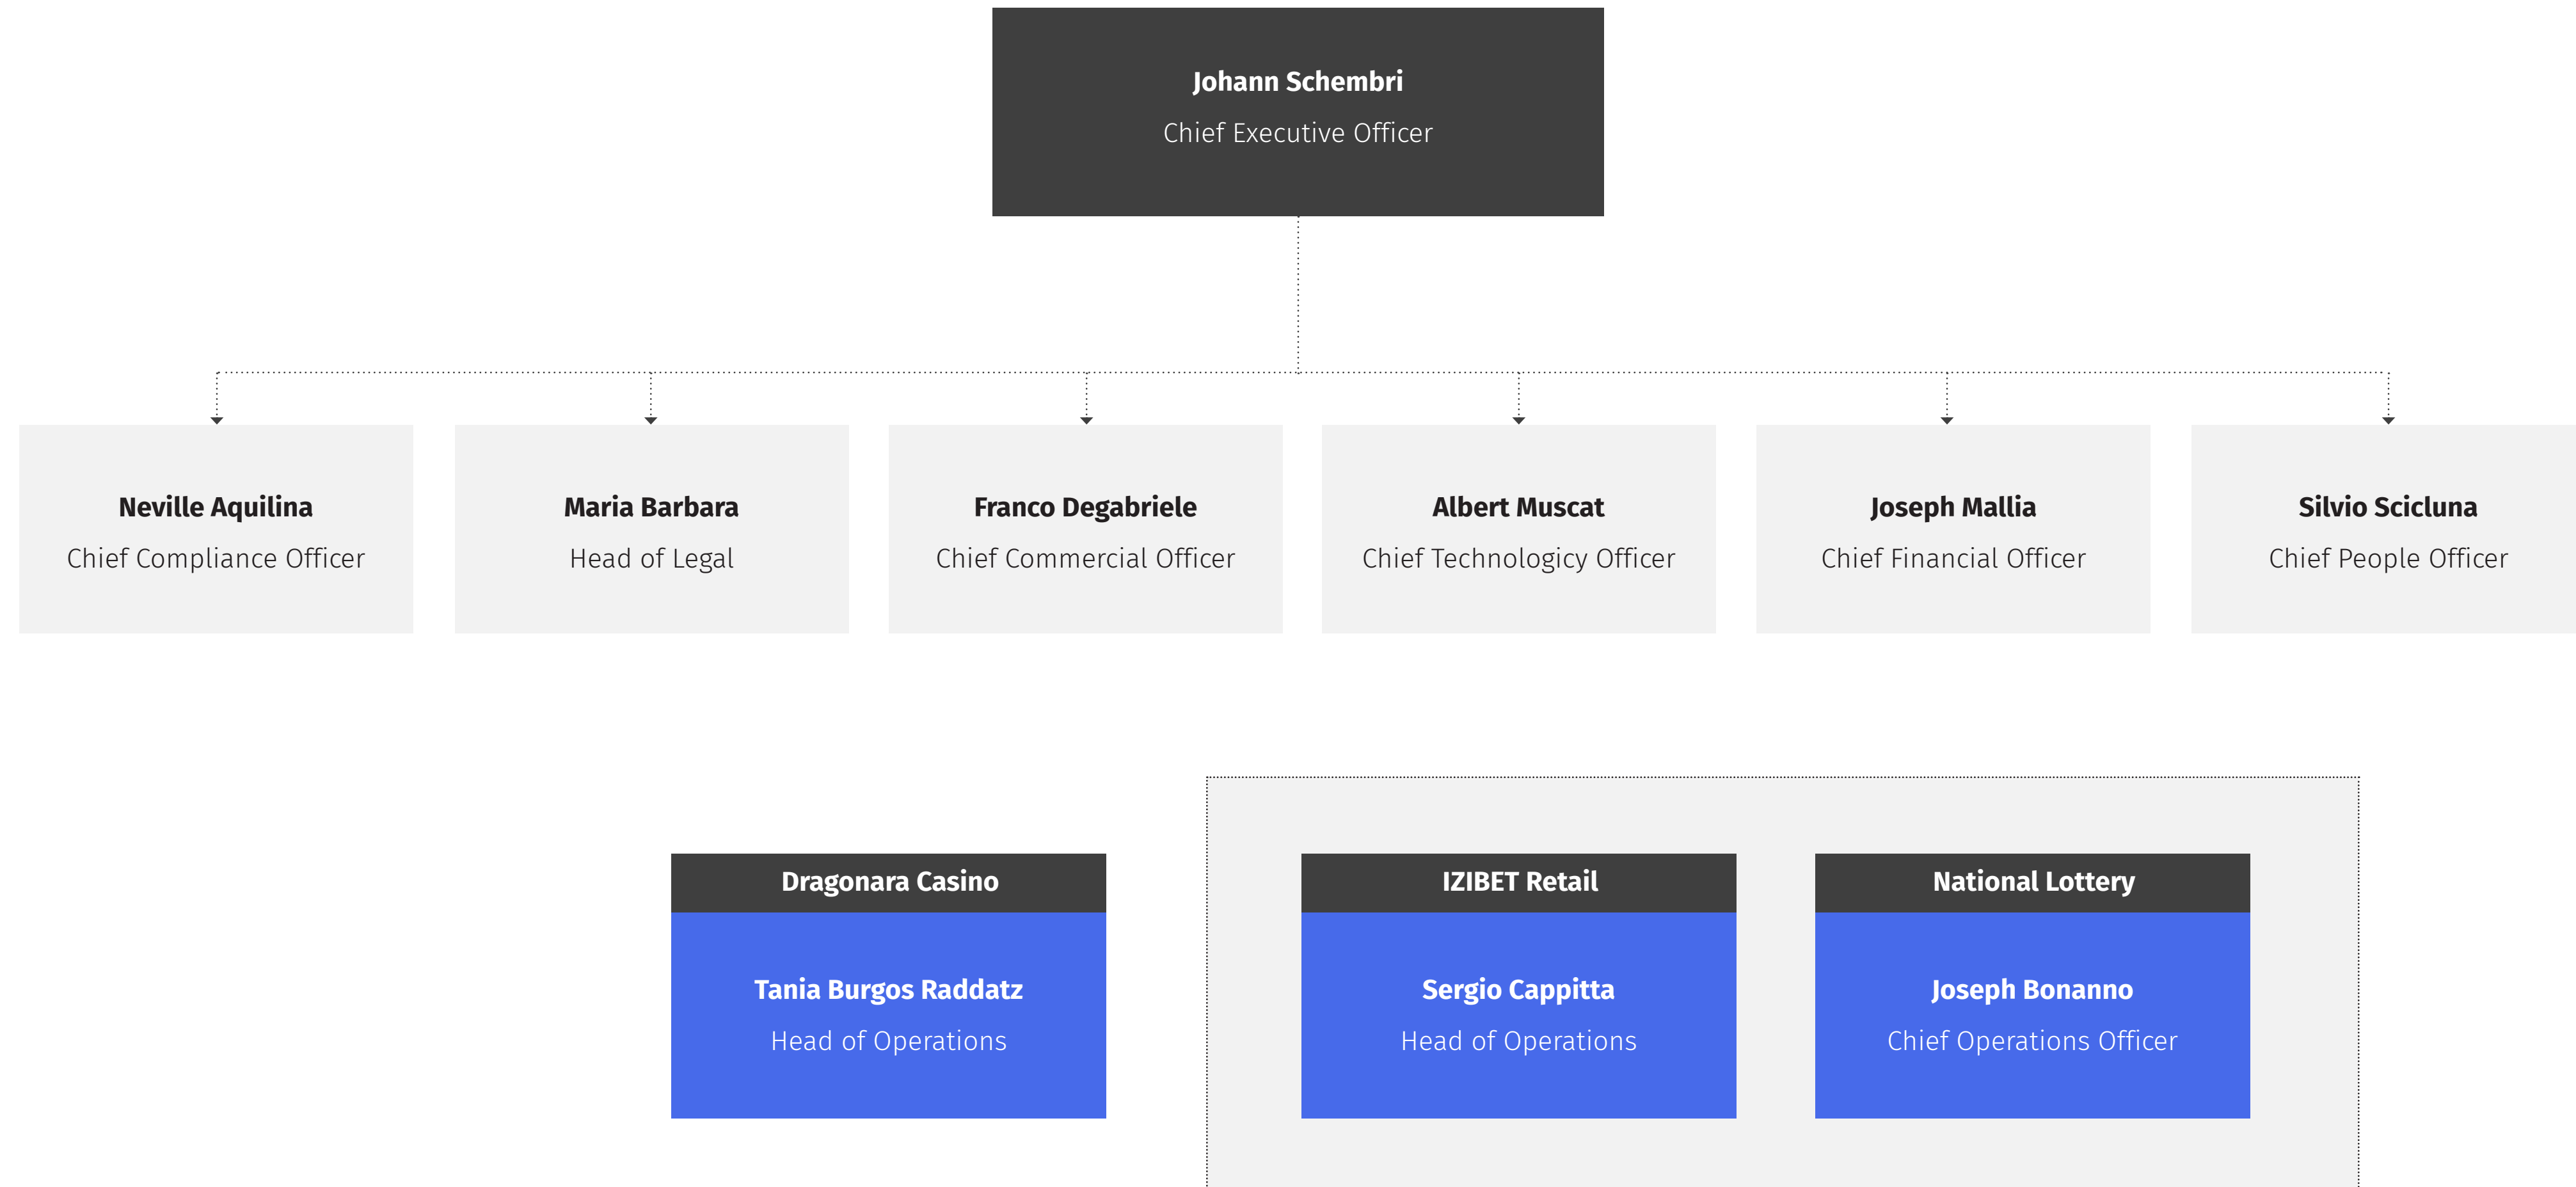 Johann Schembri
Chief Executive Officer
Neville Aquilina
Chief Compliance Officer
Maria Barbara
Head of Legal
Franco Degabriele
Chief Commercial Officer
Albert Muscat
Chief Technologicy Officer
Joseph Mallia
Chief Financial Officer
Silvio Scicluna
Chief People Officer
Dragonara Casino
Tania Burgos Raddatz
Head of Operations
IZIBET Retail
Sergio Cappitta
Head of Operations
National Lottery
Joseph Bonanno
Chief Operations Officer